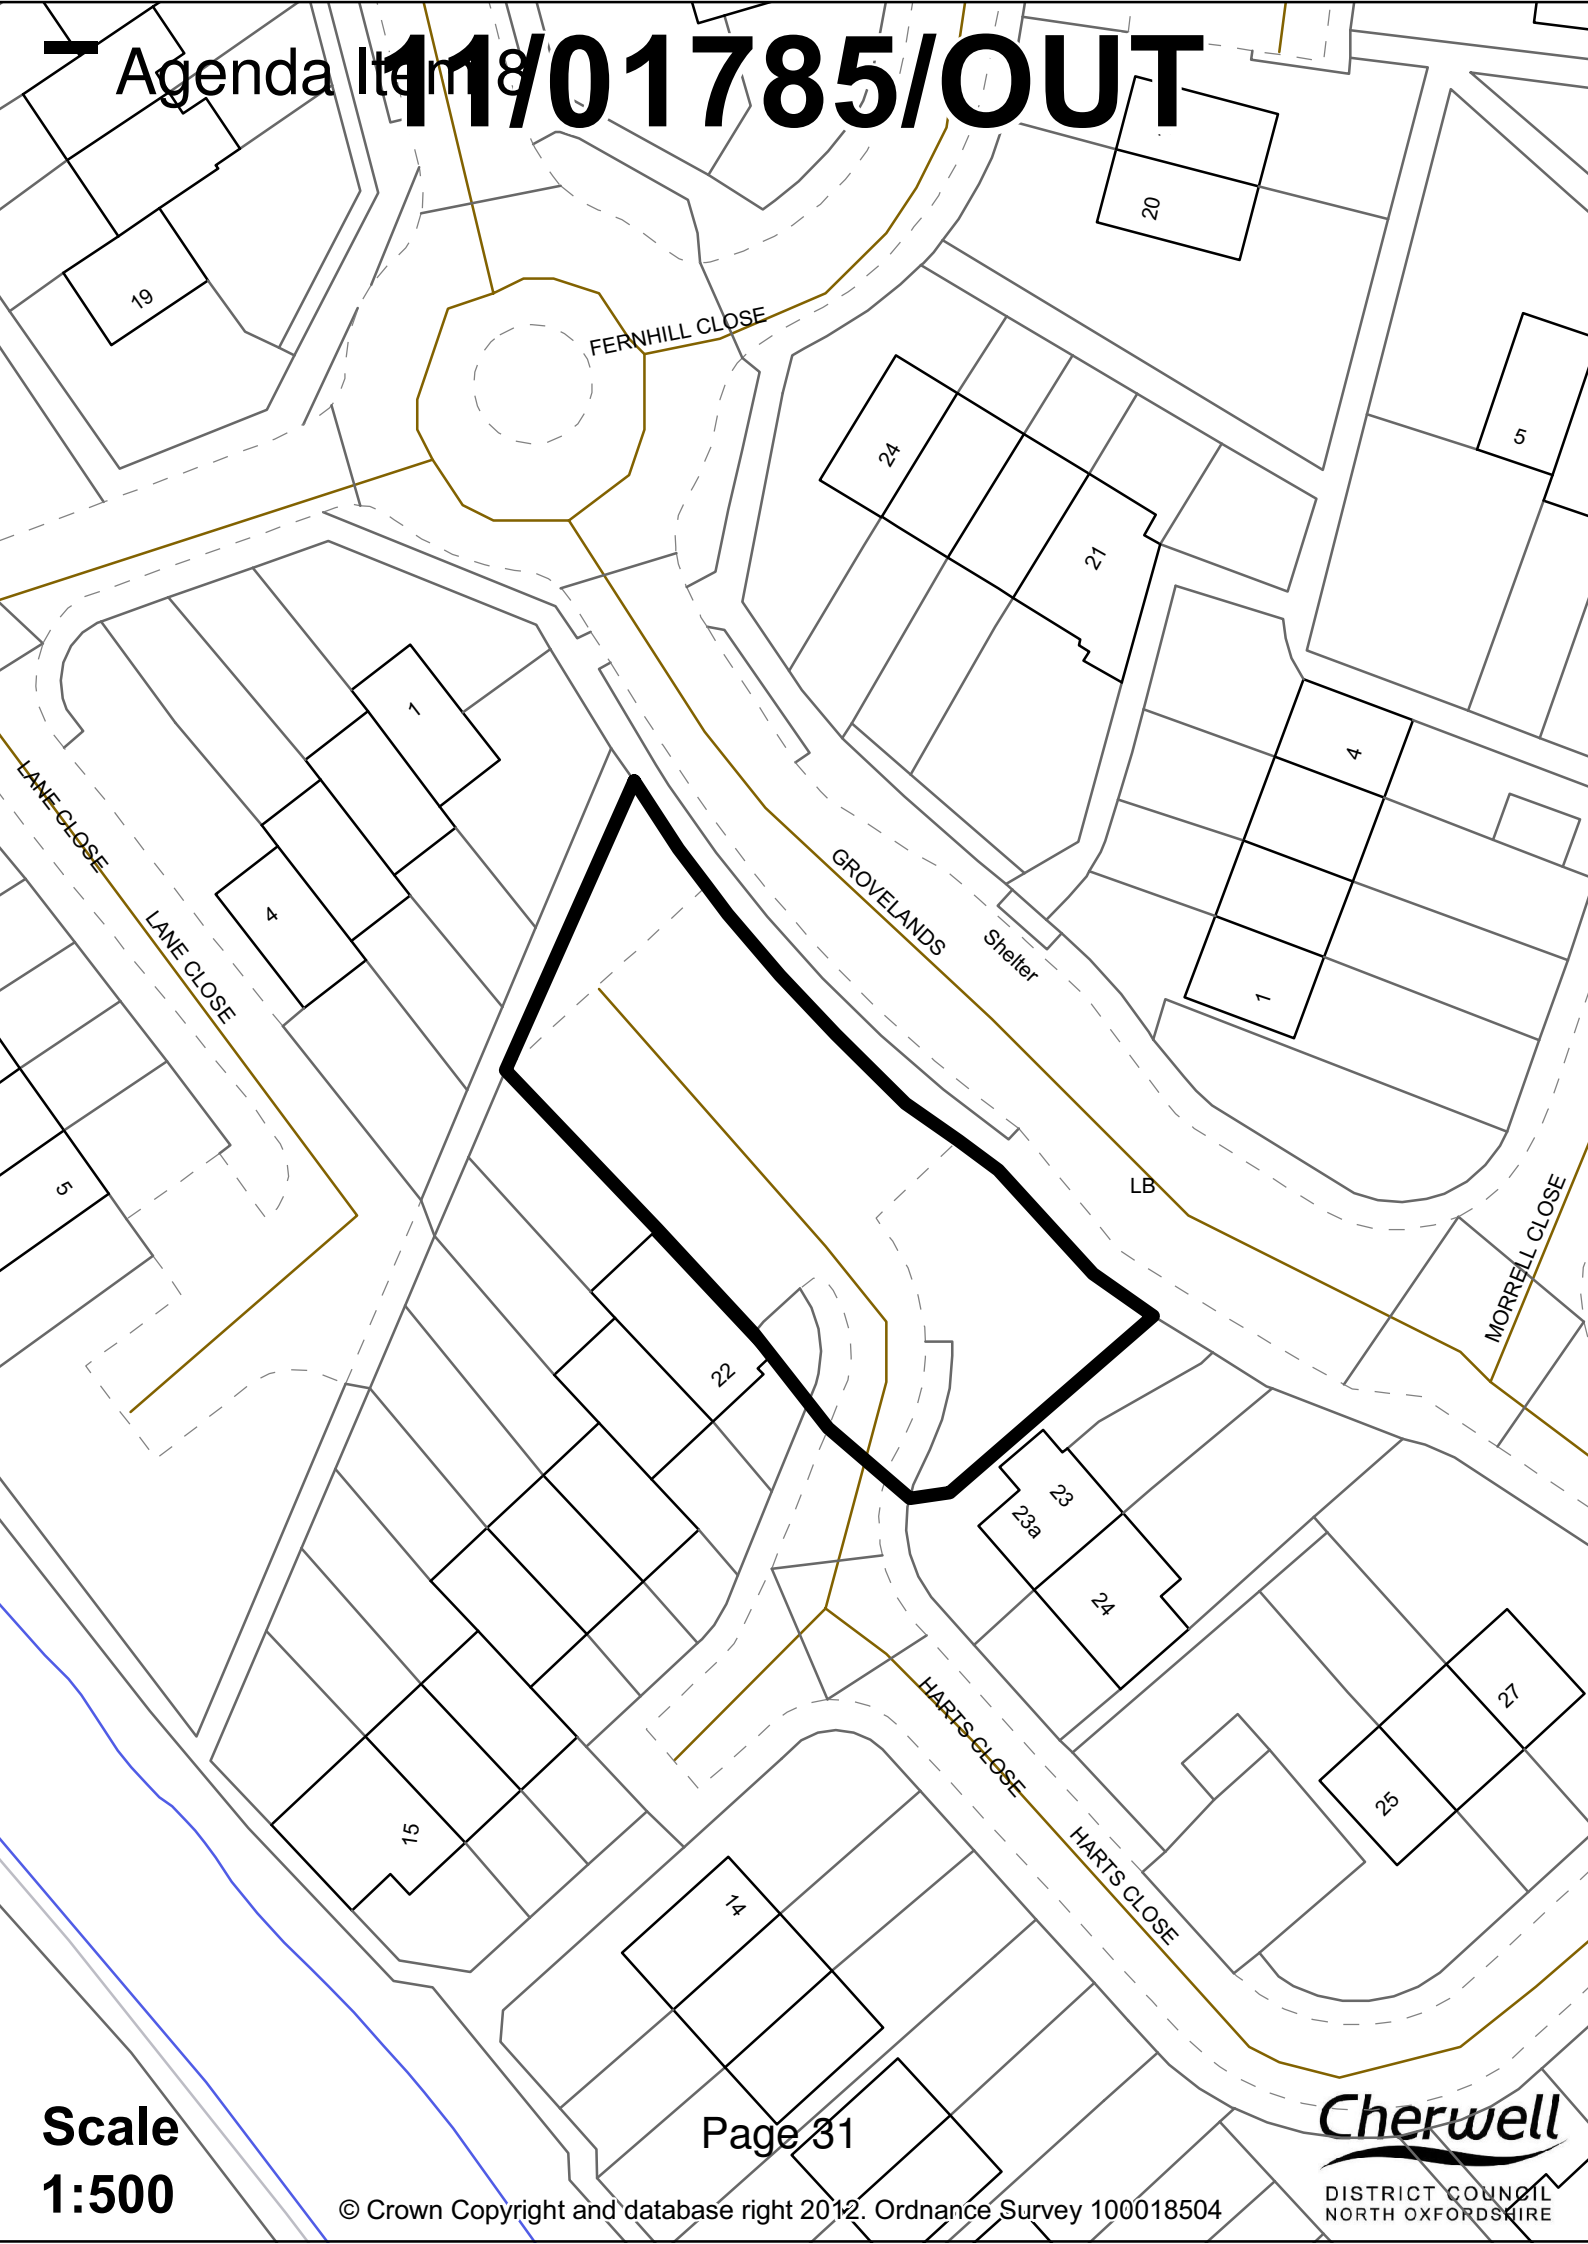 Agenda Item 8
11/01785/OUT
20
19
FERNHILL CLOSE
5
24
21
1
4
LANE CLOSE
GROVELANDS
4
LANE CLOSE
Shelter
1
LB
5
MORRELL CLOSE
22
23
23a
24
HARTS CLOSE
27
25
15
HARTS CLOSE
14
Scale
1:500
Page 31
Cherwell
DISTRICT COUNCIL
NORTH OXFORDSHIRE
© Crown Copyright and database right 2012. Ordnance Survey 100018504